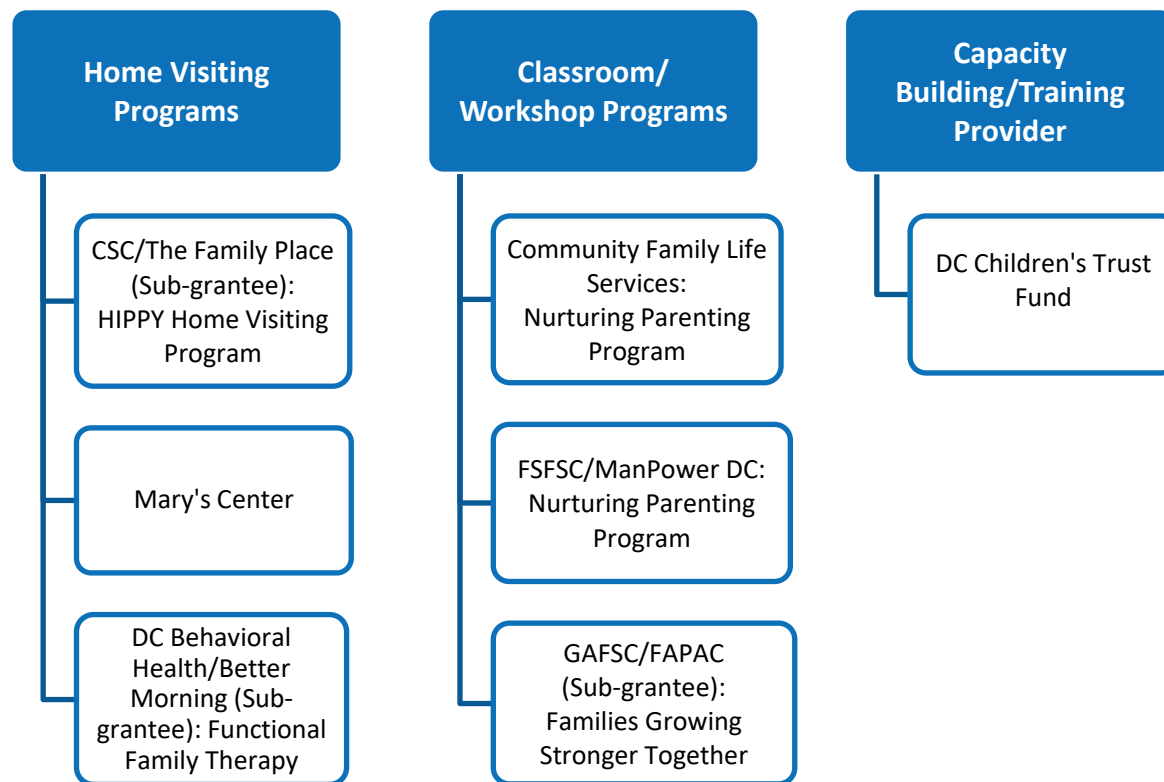 Home Visiting
Programs
CSC/The Family Place
(Sub-grantee):
HIPPY Home Visiting
Program
Mary's Center
DC Behavioral
Health/Better
Morning (Sub-
grantee): Functional
Family Therapy
Classroom/
Workshop Programs
Community Family Life
Services:
Nurturing Parenting
Program
FSFSC/ManPower DC:
Nurturing Parenting
Program
GAFSC/FAPAC
(Sub-grantee):
Families Growing
Stronger Together
Capacity
Building/Training
Provider
DC Children's Trust
Fund